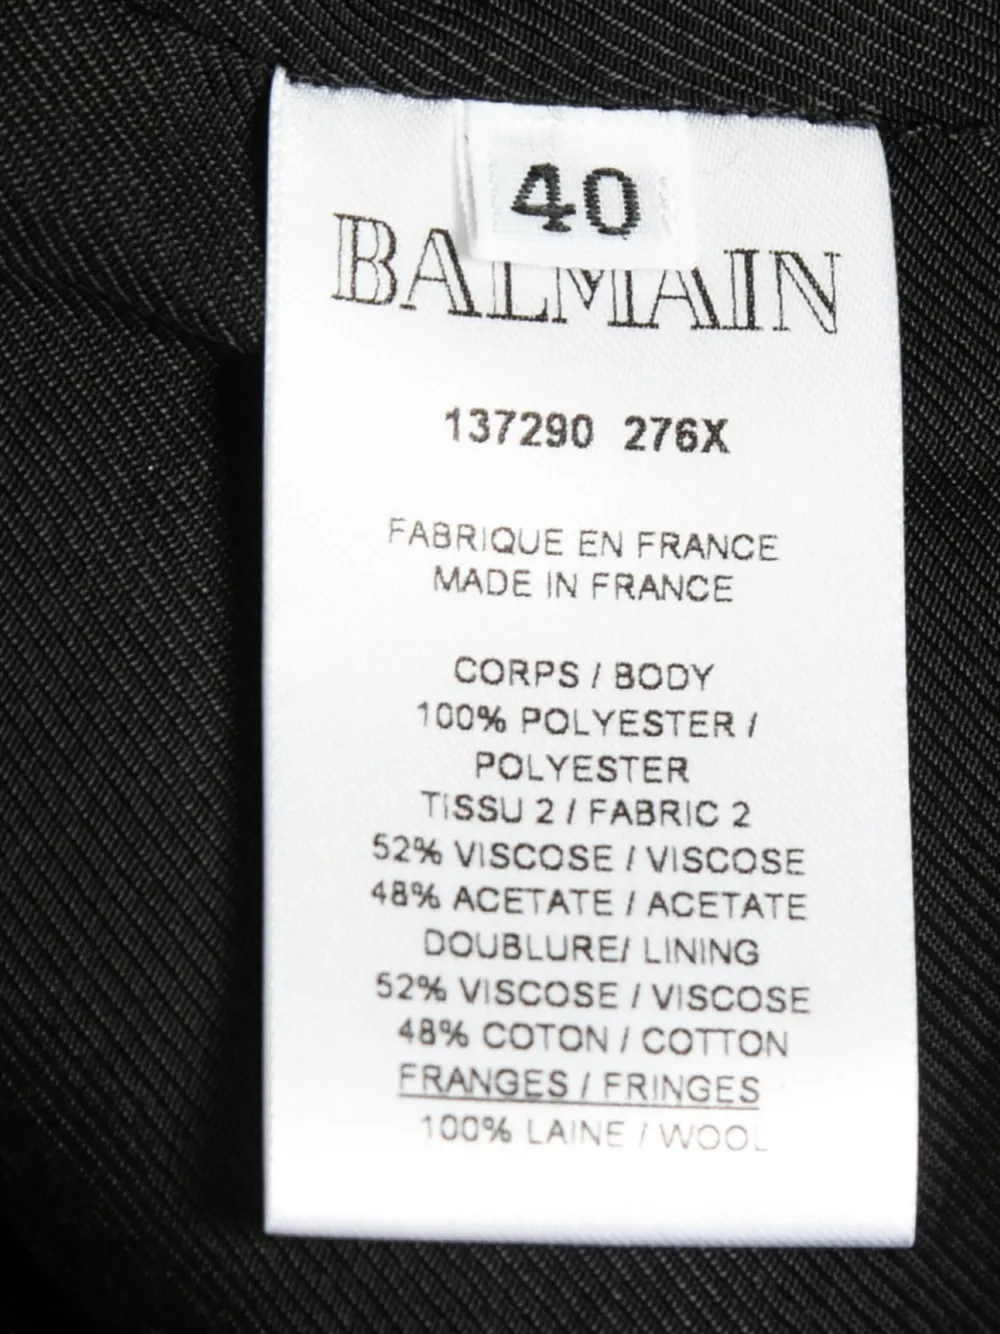 40
BALMAIN
137290 276X
FABRIQUE EN FRANCE
MADE IN FRANCE
CORPS / BODY
100% POLYESTER /
POLYESTER
TISSU 2 / FABRIC 2
52% VISCOSE / VISCOSE
48% ACETATE / ACETATE
DOUBLURE/ LINING
52% VISCOSE / VISCOSE
48% COTON / COTTON
FRANGES / FRINGES
100% LAINE / WOOL